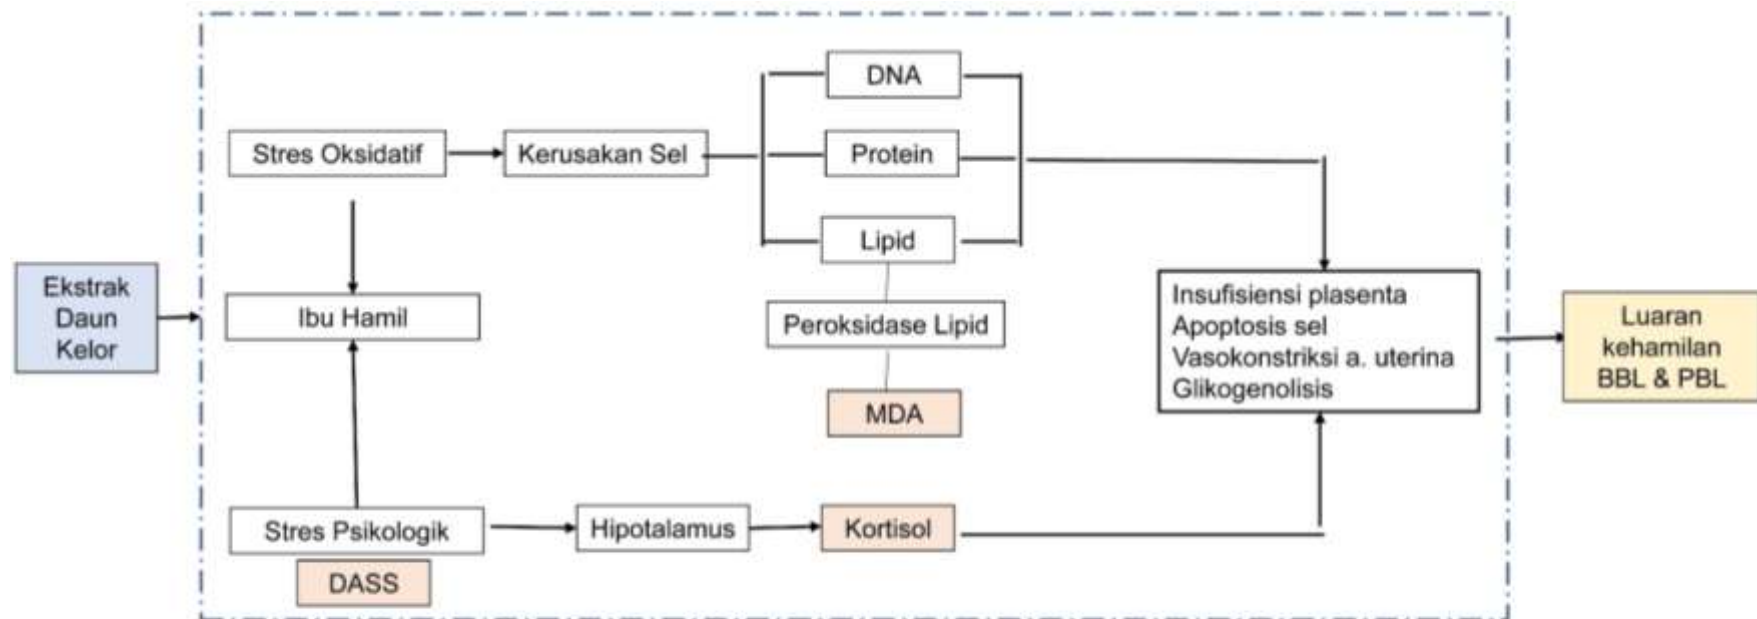 Ekstrak
Daun
Kelor
Stres Oksidatif
Kerusakan Sel
DNA
Protein
Lipid
Peroksidase Lipid
MDA
Ibu Hamil
Stres Psikologik
DASS
Hipotalamus
Kortisol
Insufisiensi plasenta
Apoptosis sel
Vasokonstriksi a. uterina
Glikogenolisis
Luaran
kehamilan
BBL & PBL